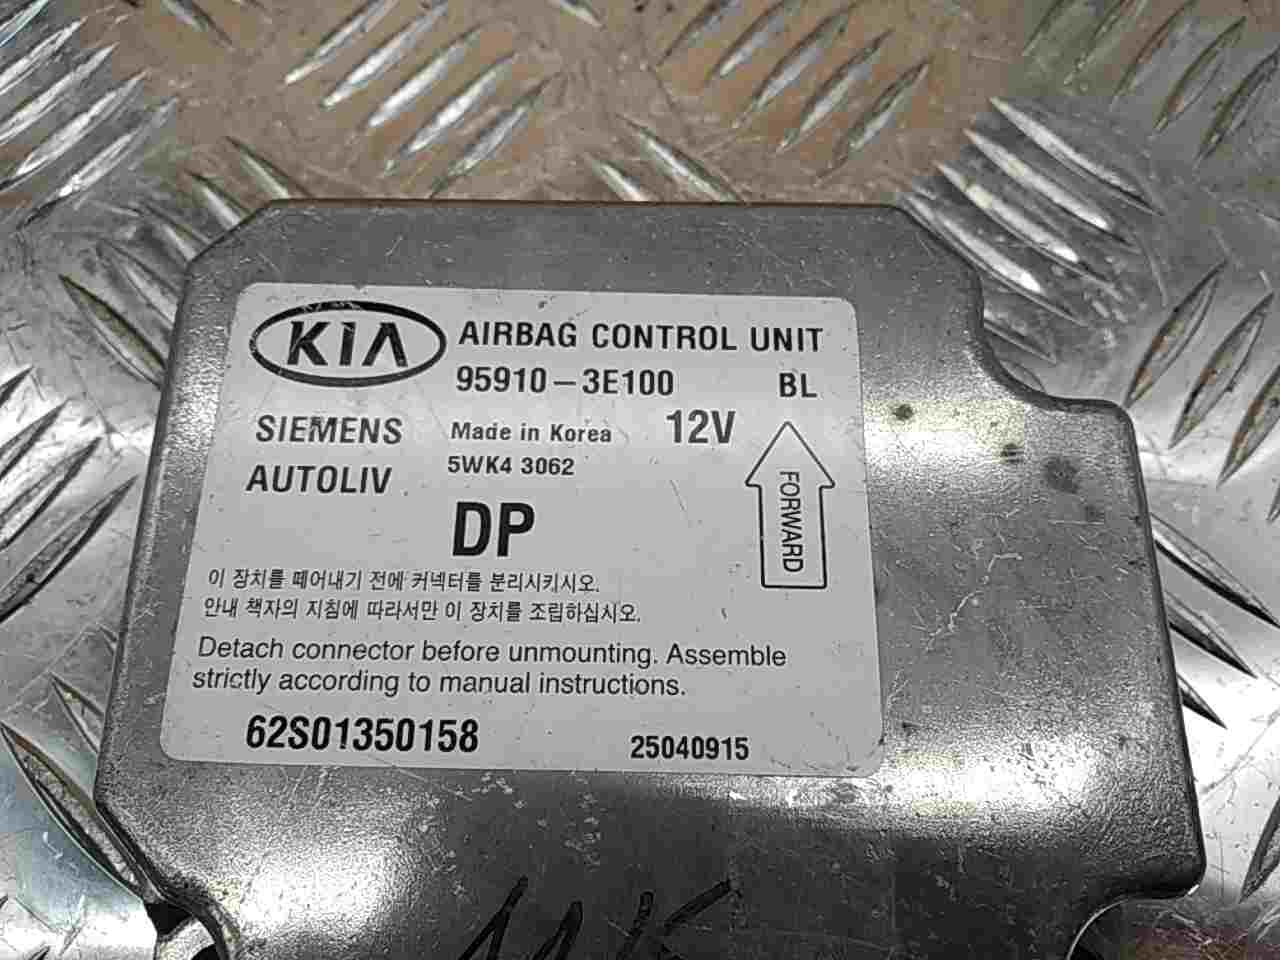 KIA AIRBAG CONTROL UNIT
95910-3E100 BL
SIEMENS Made in Korea 12V
AUTOLIV 5WK4 3062
FORWARD
DP
이 장치를 떼어내기 전에 커넥터를 분리시키시오.
안내 책자의 지침에 따라서만 이 장치를 조립하십시오.
Detach connector before unmounting. Assemble
strictly according to manual instructions.
62S01350158 25040915